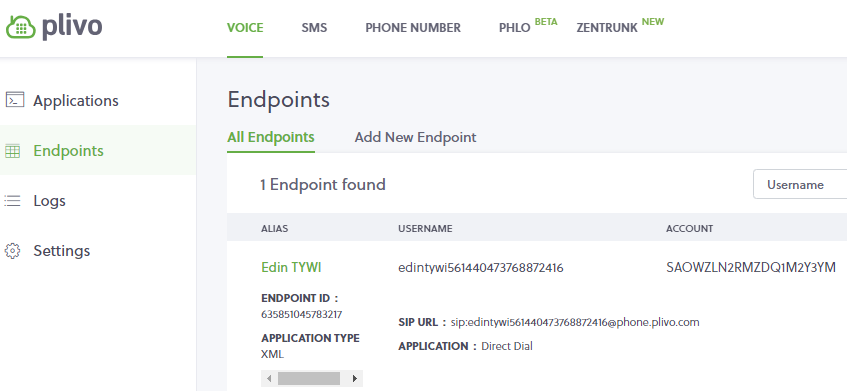 plivo
VOICE SMS PHONE NUMBER PHLO BETA ZENTRUNK NEW
Applications
Endpoints
Logs
Settings
Endpoints
All Endpoints Add New Endpoint
1 Endpoint found Username
ALIAS USERNAME ACCOUNT
Edin TYWI edintywi561440473768872416 SAOWZLN2RMZDQ1M2Y3YM
ENDPOINT ID :
635851045783217
SIP URL : sip:edintywi561440473768872416@phone.plivo.com
APPLICATION TYPE
XML
APPLICATION : Direct Dial